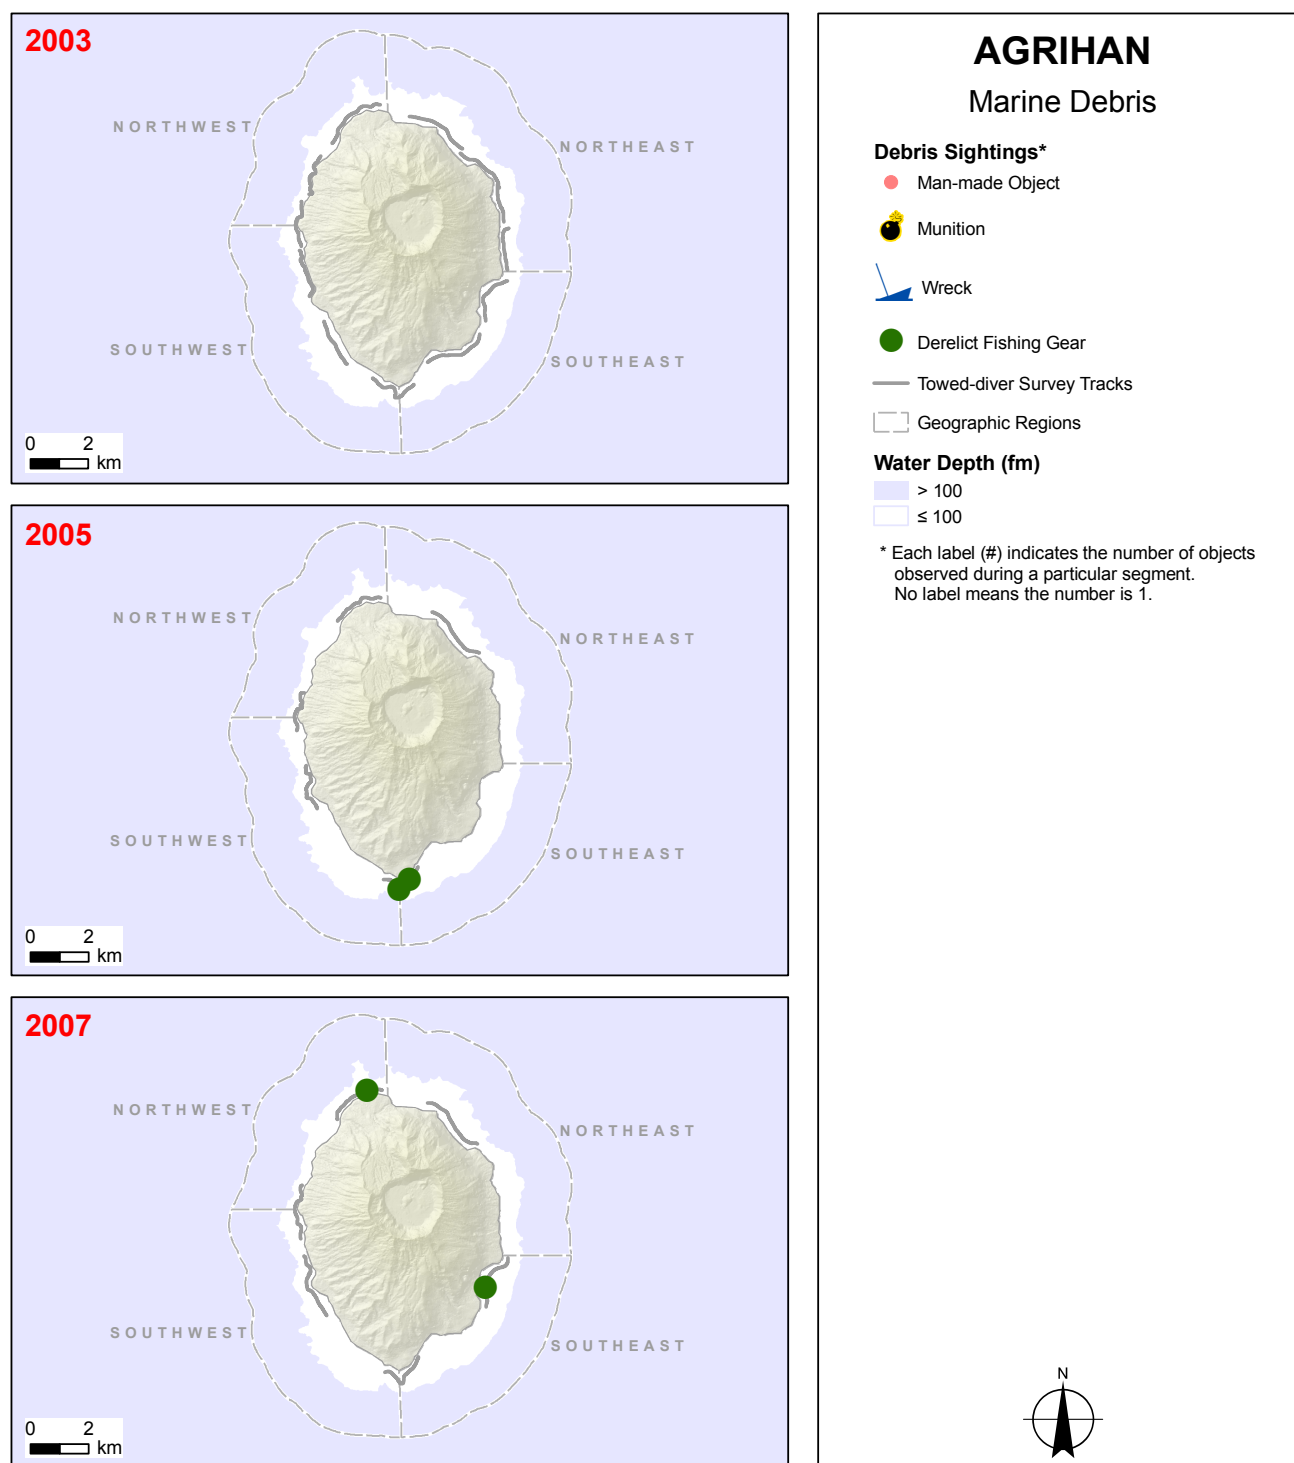 2003
NORTHWEST
NORTHEAST
SOUTHWEST
SOUTHEAST
0 2
km
2005
NORTHWEST
NORTHEAST
SOUTHWEST
SOUTHEAST
0 2
km
2007
NORTHWEST
NORTHEAST
SOUTHWEST
SOUTHEAST
0 2
km
AGRIHAN
Marine Debris
Debris Sightings*
Man-made Object
Munition
Wreck
Derelict Fishing Gear
Towed-diver Survey Tracks
Geographic Regions
Water Depth (fm)
> 100
≤ 100
* Each label (#) indicates the number of objects
observed during a particular segment.
No label means the number is 1.
N